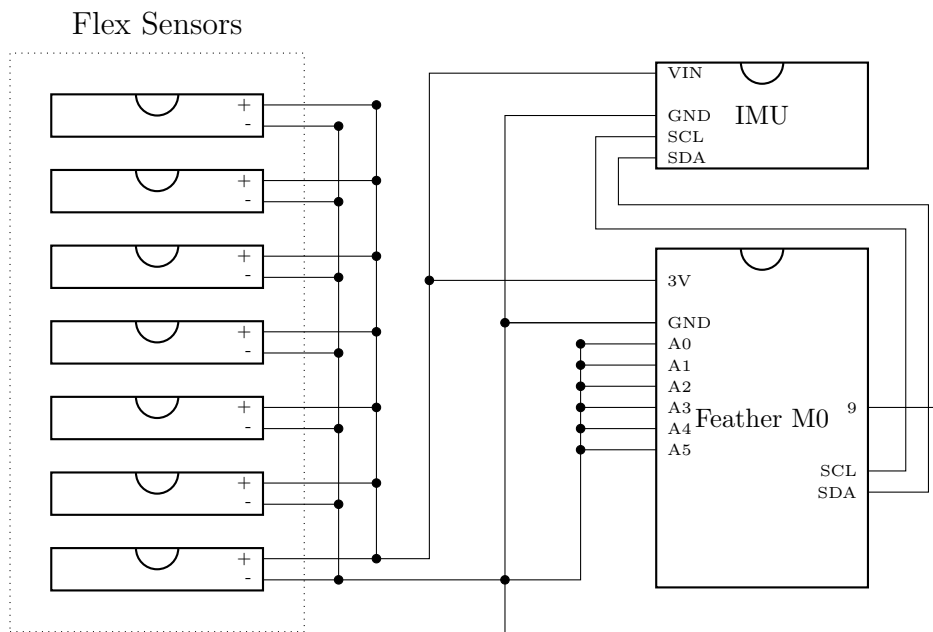 Flex Sensors
+
-
+
-
+
-
+
-
+
-
+
-
+
-
VIN
GND
SCL
SDA
IMU
3V
GND
A0
A1
A2
A3
A4
A5
Feather M0
9
SCL
SDA